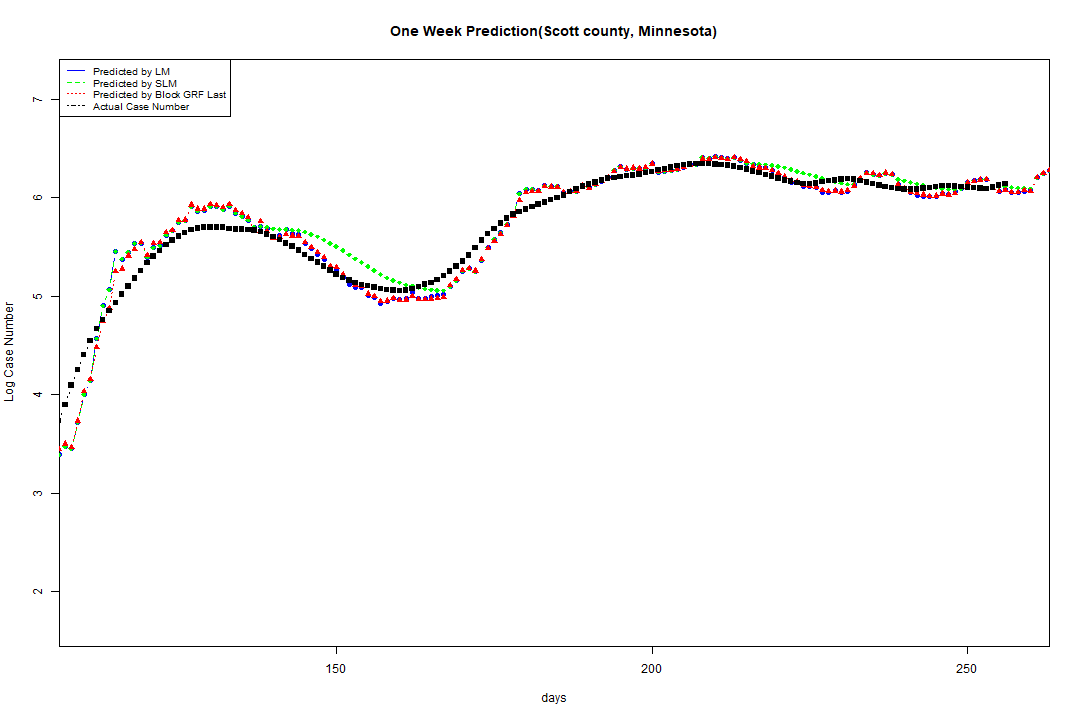 One Week Prediction(Scott county, Minnesota)
Predicted by LM
Predicted by SLM
Predicted by Block GRF Last
Actual Case Number
7
6
5
4
3
2
Log Case Number
150
200
250
days